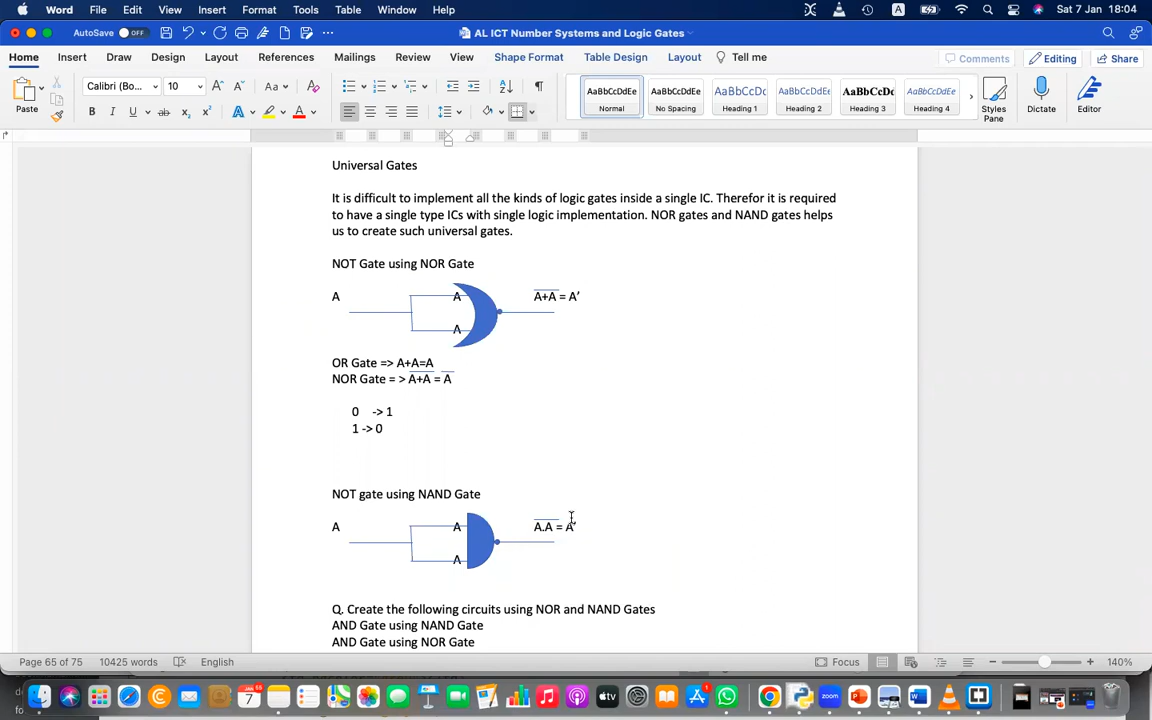 Word File Edit View Insert Format Tools Table Window Help Sat 7 Jan 18:04
AutoSave OFF AL ICT Number Systems and Logic Gates
Home Insert Draw Design Layout References Mailings Review View Shape Format Table Design Layout Tell me Comments Editing Share
Paste Calibri (Bo... 10 Normal No Spacing Heading 1 Heading 2 Heading 3 Heading 4 Styles Pane Dictate Editor
Universal Gates
It is difficult to implement all the kinds of logic gates inside a single IC. Therefor it is required
to have a single type ICs with single logic implementation. NOR gates and NAND gates helps
us to create such universal gates.
NOT Gate using NOR Gate
A A A+A = A’
A
OR Gate => A+A=A
NOR Gate = > A+A = A
0 -> 1
1 -> 0
NOT gate using NAND Gate
A A A.A = A’
A
Q. Create the following circuits using NOR and NAND Gates
AND Gate using NAND Gate
AND Gate using NOR Gate
Page 65 of 75 10425 words English Focus 140%